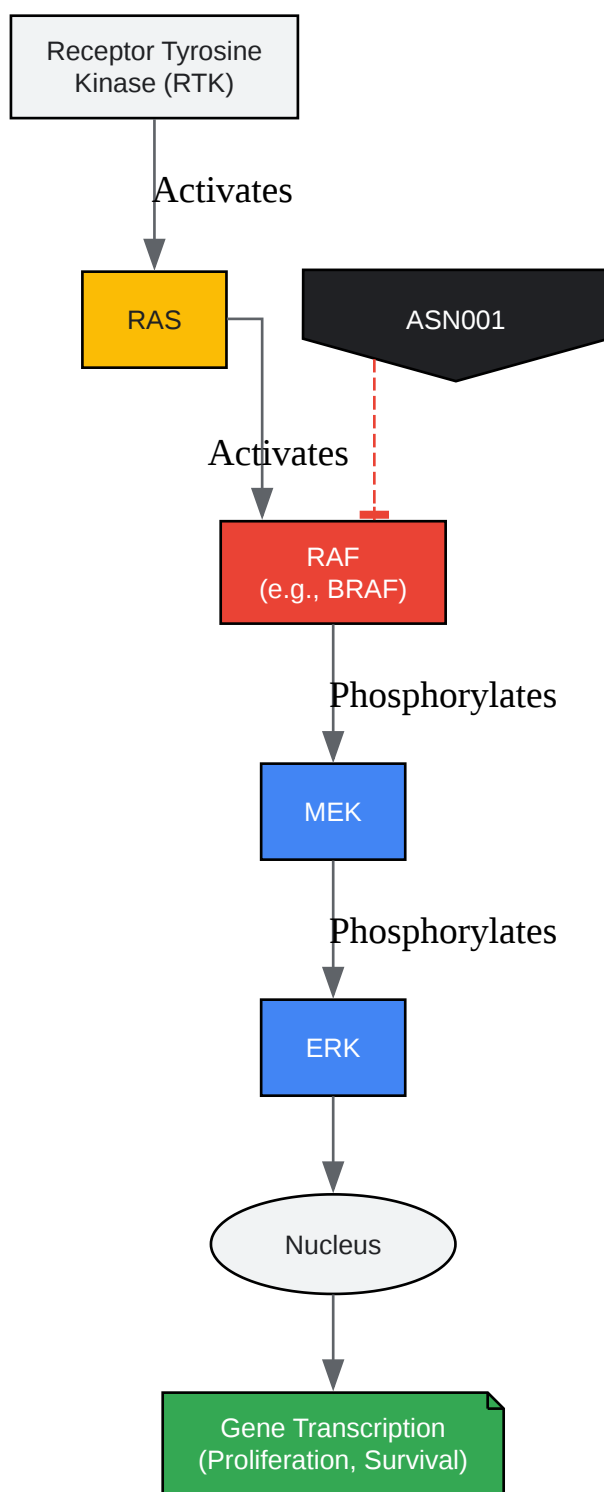 Receptor Tyrosine
Kinase (RTK)
Activates
RAS
ASN001
Activates
RAF
(e.g., BRAF)
Phosphorylates
MEK
Phosphorylates
ERK
Nucleus
Gene Transcription
(Proliferation, Survival)